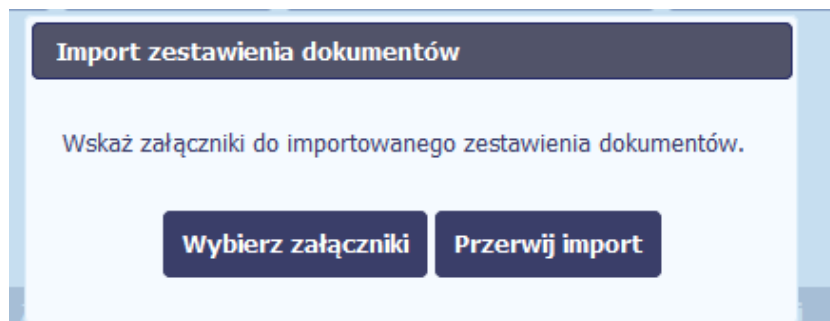 Import zestawienia dokumentów
Wskaż załączniki do importowanego zestawienia dokumentów.
Wybierz załączniki Przerwij import